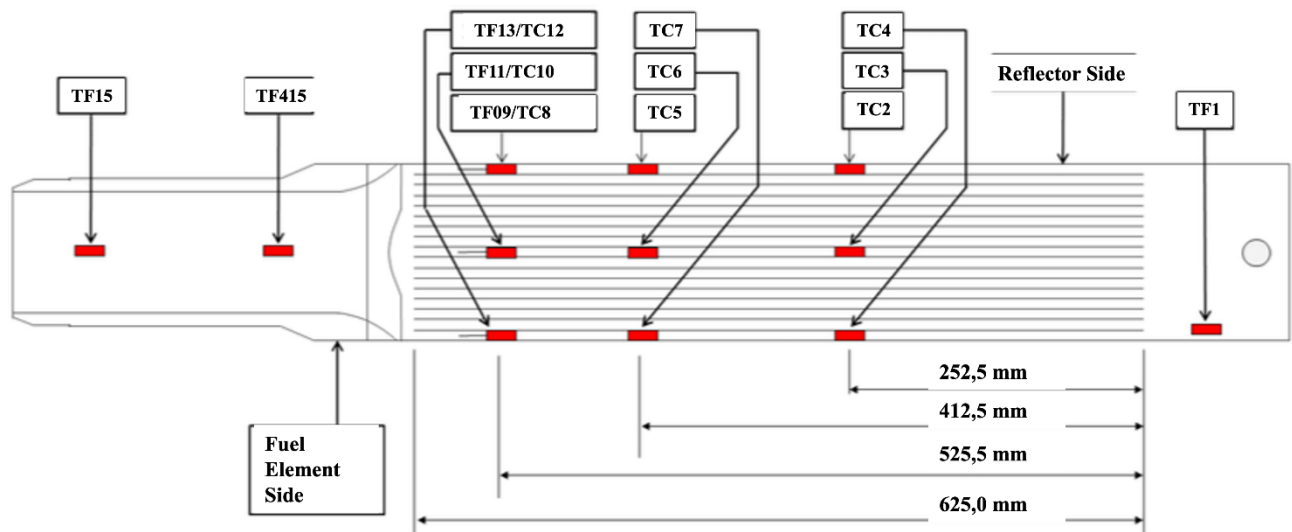 TF13/TC12
TC7
TC4
TF11/TC10
TC6
TC3
Reflector Side
TF15
TF415
TF09/TC8
TC5
TC2
TF1
252,5 mm
412,5 mm
Fuel
Element
Side
525,5 mm
625,0 mm